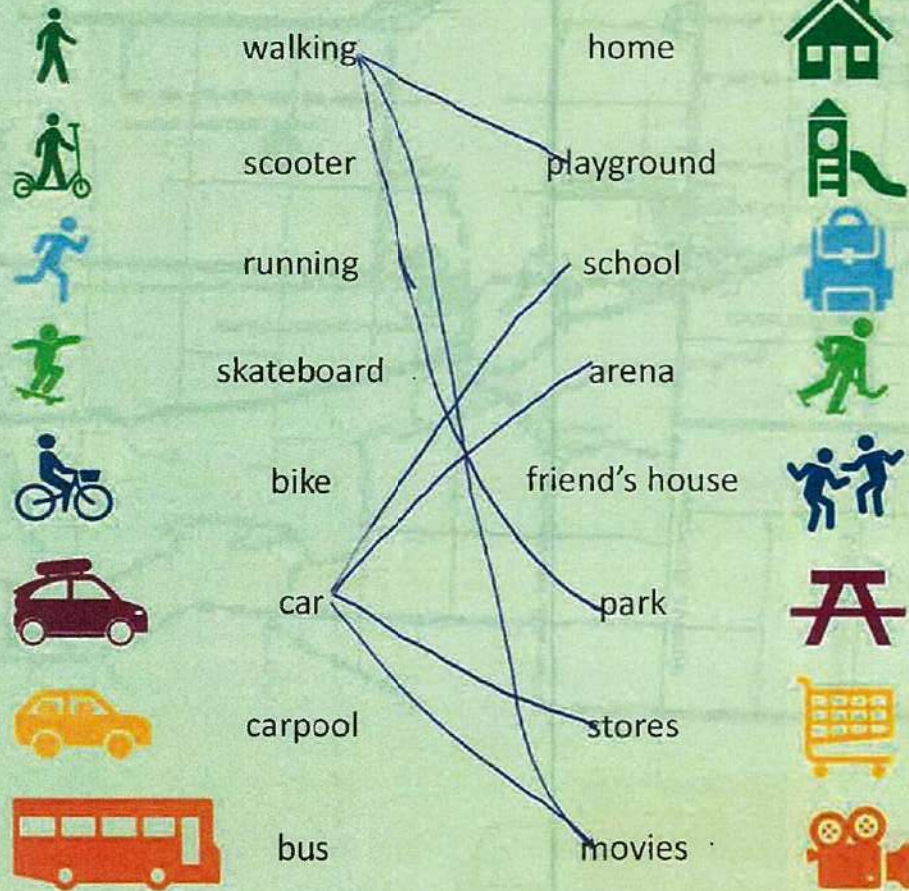 walking home
scooter playground
running school
skateboard arena
bike friend's house
car park
carpool stores
bus movies